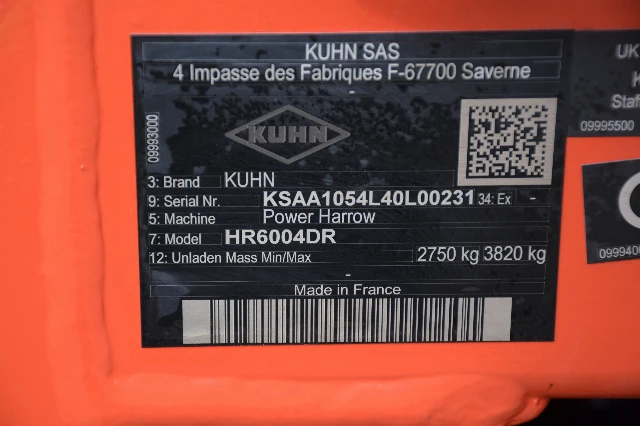 KUHN SAS
4 Impasse des Fabriques F-67700 Saverne
-
09993000
KUHN
3: Brand KUHN
9: Serial Nr. KSAA1054L40L00231 34: Ex -
5: Machine Power Harrow
7: Model HR6004DR
12: Unladen Mass Min/Max 2750 kg 3820 kg
-
Made in France
UK
Staf
09995500